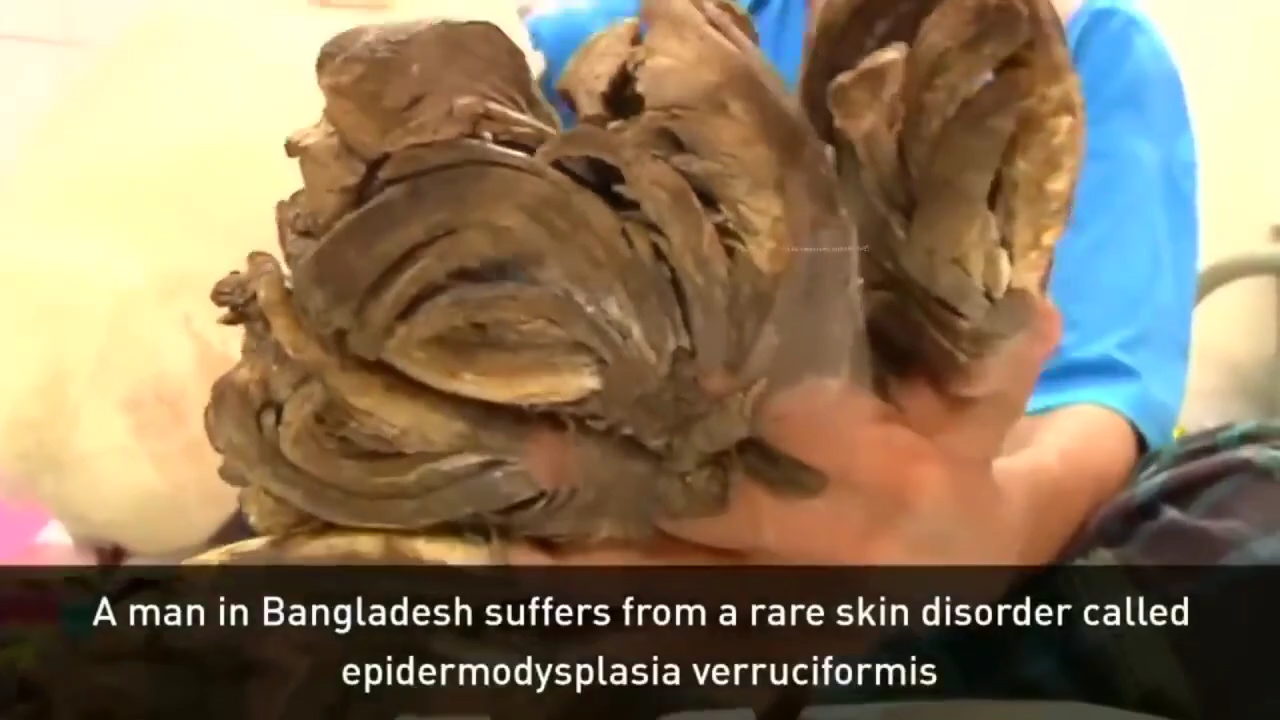 A man in Bangladesh suffers from a rare skin disorder called
epidermodysplasia verruciformis